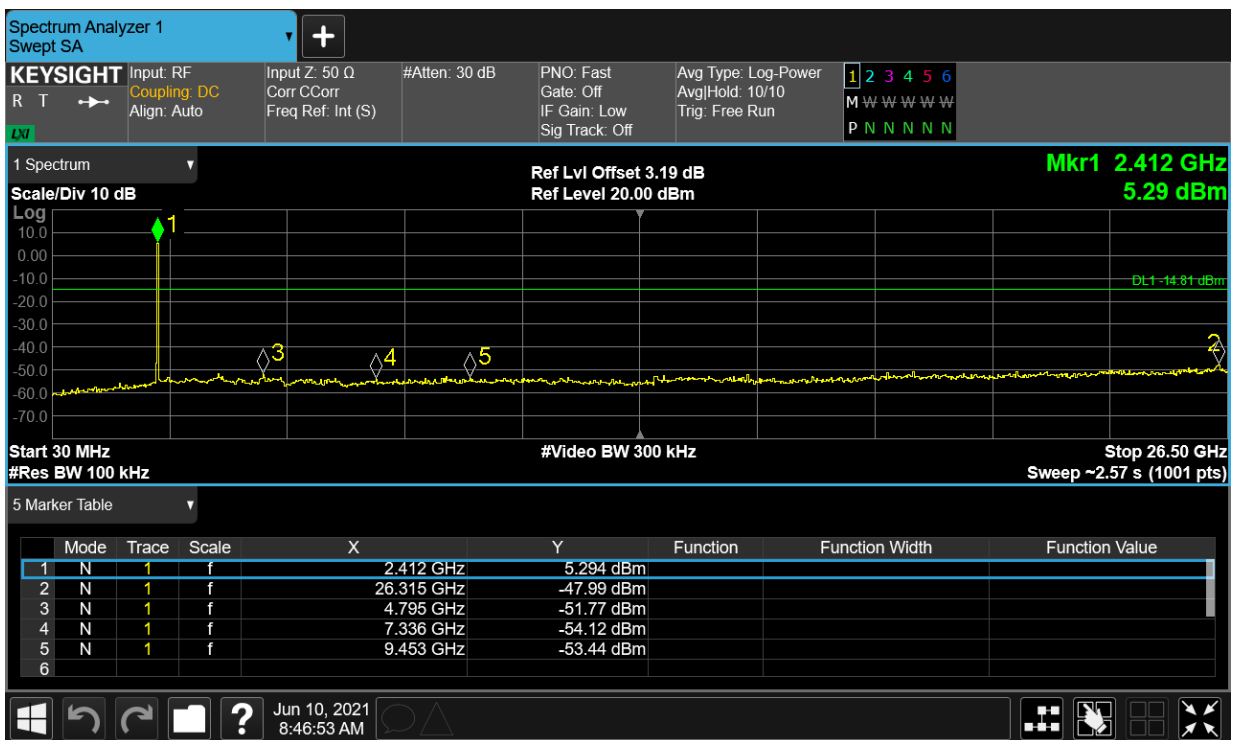 Spectrum Analyzer 1
Swept SA
KEYSIGHT
R T
LXI
Input: RF
Coupling: DC
Align: Auto
Input Z: 50 Ω
Corr CCorr
Freq Ref: Int (S)
#Atten: 30 dB
PNO: Fast
Gate: Off
IF Gain: Low
Sig Track: Off
Avg Type: Log-Power
Avg|Hold: 10/10
Trig: Free Run
1 2 3 4 5 6
M W W W W W
P N N N N N
1 Spectrum
Scale/Div 10 dB
Ref Lvl Offset 3.19 dB
Ref Level 20.00 dBm
Mkr1 2.412 GHz
5.29 dBm
Log
10.0
0.00
-10.0
-20.0
-30.0
-40.0
-50.0
-60.0
-70.0
1
3
4
5
2
DL1 -14.81 dBm
Start 30 MHz
#Video BW 300 kHz
Stop 26.50 GHz
#Res BW 100 kHz
Sweep ~2.57 s (1001 pts)
5 Marker Table
Mode Trace Scale X Y Function Function Width Function Value
1 N 1 f 2.412 GHz 5.294 dBm
2 N 1 f 26.315 GHz -47.99 dBm
3 N 1 f 4.795 GHz -51.77 dBm
4 N 1 f 7.336 GHz -54.12 dBm
5 N 1 f 9.453 GHz -53.44 dBm
6
?
Jun 10, 2021
8:46:53 AM